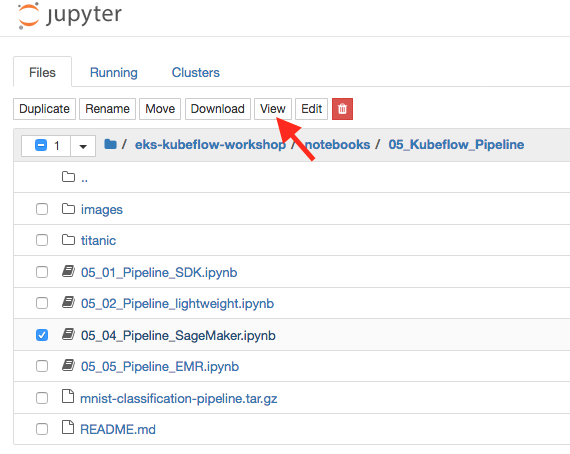 jupyter
Files Running Clusters
Duplicate Rename Move Download View Edit
1 / eks-kubeflow-workshop / notebooks / 05_Kubeflow_Pipeline
..
images
titanic
05_01_Pipeline_SDK.ipynb
05_02_Pipeline_lightweight.ipynb
05_04_Pipeline_SageMaker.ipynb
05_05_Pipeline_EMR.ipynb
mnist-classification-pipeline.tar.gz
README.md